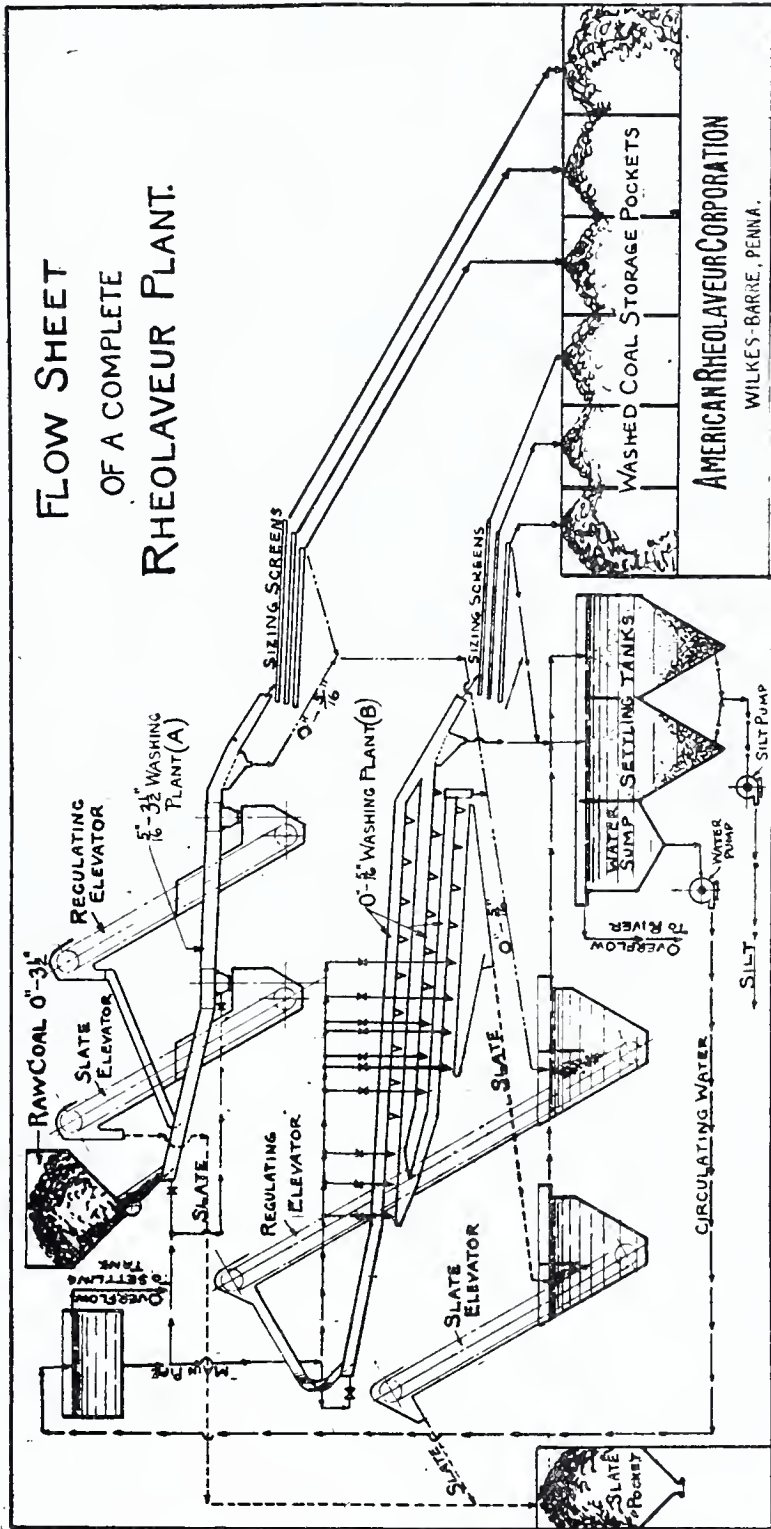 FLOW SHEET
OF A COMPLETE
RHEOLAVEUR PLANT.
RAW COAL 0"-3½"
SLATE
ELEVATOR
REGULATING
ELEVATOR
5/16"-3½" WASHING
PLANT (A)
SIZING SCREENS
0"-5/16"
OVERFLOW
TO SETTLING
TANK
MAIN PIPE
SLATE
REGULATING
ELEVATOR
0"-5/16" WASHING PLANT (B)
SIZING SCREENS
0"-5/16"
SLATE
SLATE
ELEVATOR
SLATE
SLATE
POCKET
CIRCULATING WATER
OVERFLOW
TO RIVER
WATER
SUMP
SETTLING TANKS
WATER
PUMP
SILT PUMP
SILT
WASHED COAL STORAGE POCKETS
AMERICAN RHEOLAVEUR CORPORATION
WILKES-BARRE, PENNA.